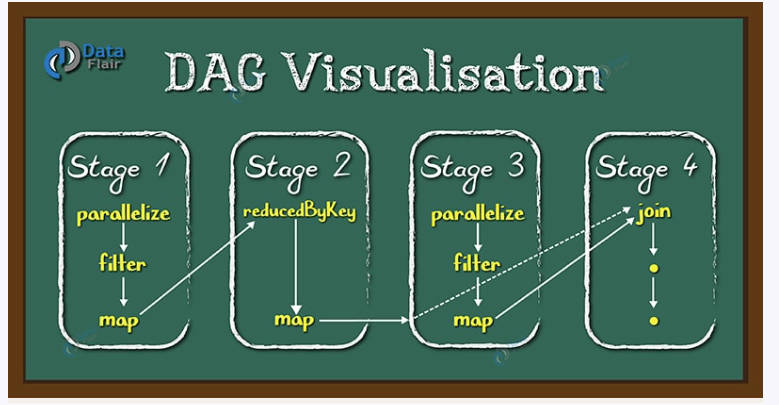 Data
Flair
DAG Visualisation
Stage 1
parallelize
filter
map
Stage 2
reducedByKey
map
Stage 3
parallelize
filter
map
Stage 4
join